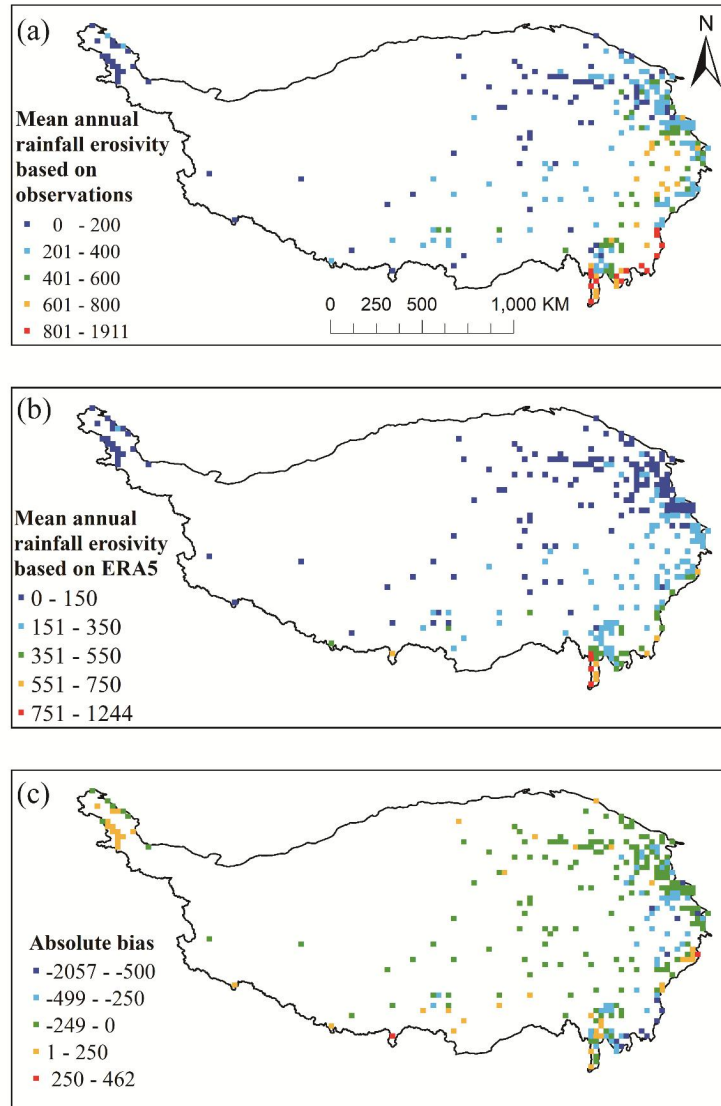 (a)
N
Mean annual
rainfall erosivity
based on
observations
0 - 200
201 - 400
401 - 600
601 - 800
801 - 1911
0 250 500 1,000 KM
(b)
Mean annual
rainfall erosivity
based on ERA5
0 - 150
151 - 350
351 - 550
551 - 750
751 - 1244
(c)
Absolute bias
-2057 - -500
-499 - -250
-249 - 0
1 - 250
250 - 462